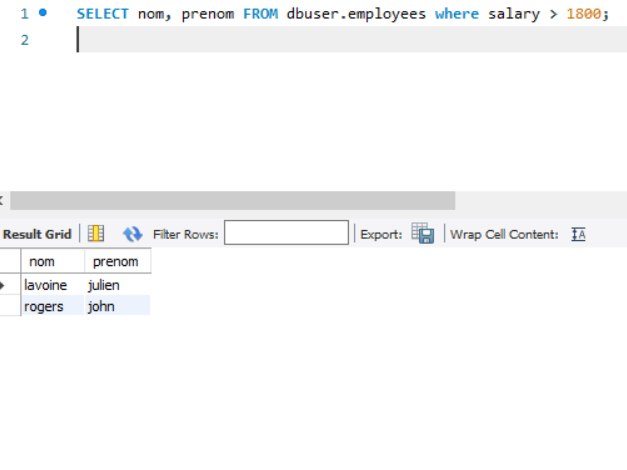 1 SELECT nom, prenom FROM dbuser.employees where salary > 1800;
2
Result Grid Filter Rows: Export: Wrap Cell Content: IA
nom prenom
lavoine julien
rogers john